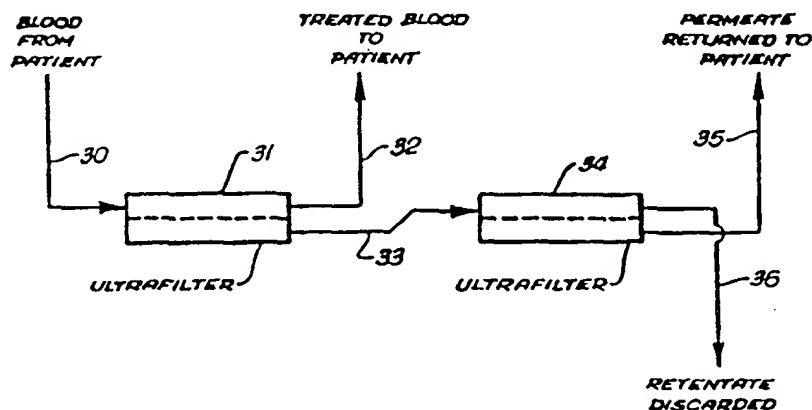 BLOOD
FROM
PATIENT
TREATED BLOOD
TO
PATIENT
PERMEATE
RETURNED TO
PATIENT
30
31
32
34
35
33
36
ULTRAFILTER
ULTRAFILTER
RETENTATE
DISCARDED